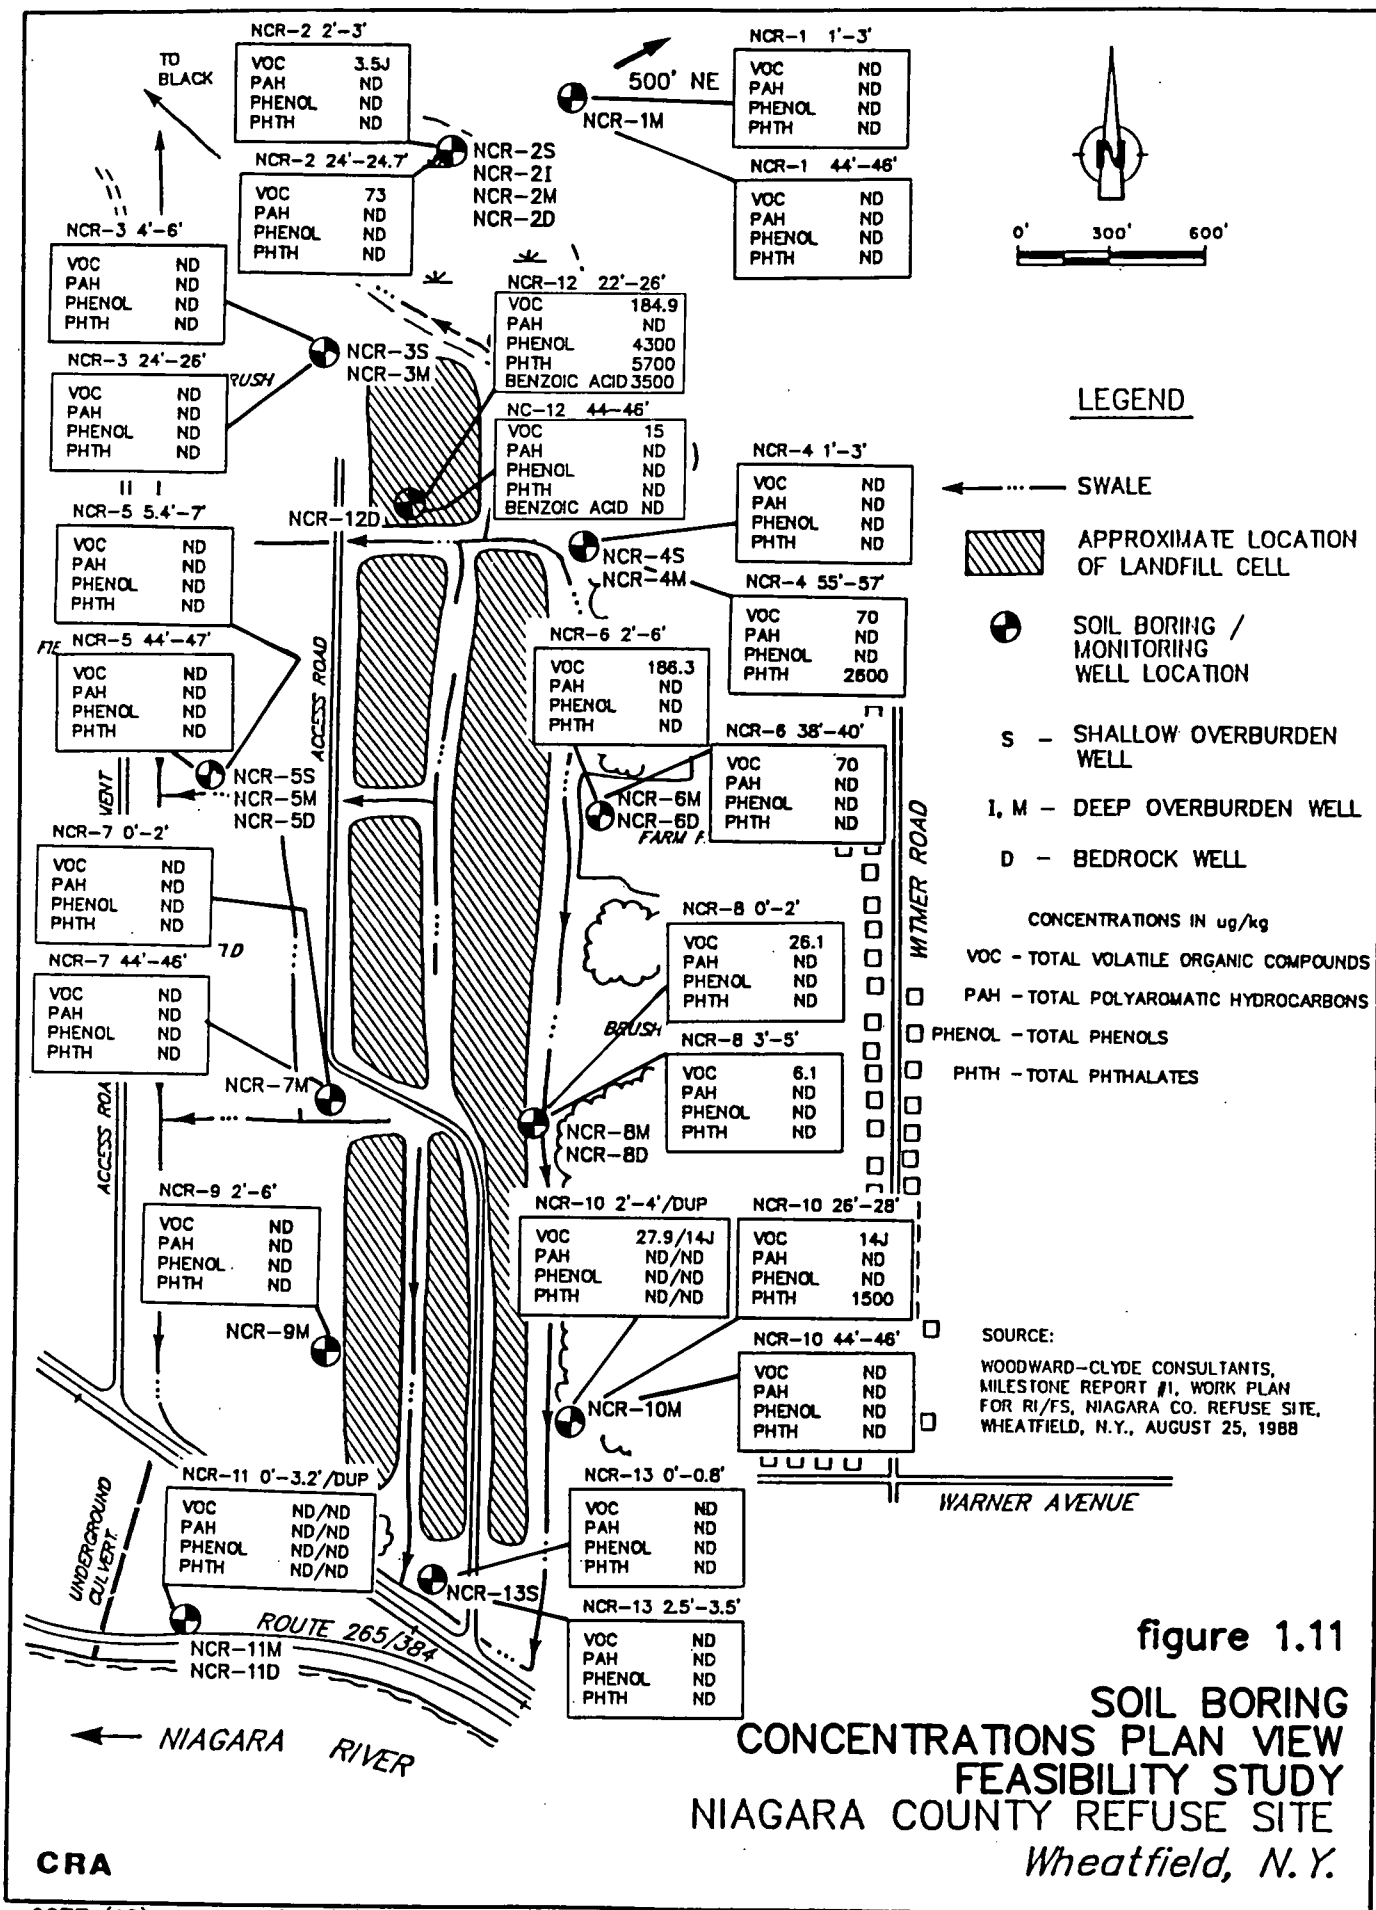 NCR-2 2'-3'
VOC 3.5J
PAH ND
PHENOL ND
PHTH ND
TO
BLACK
500' NE
NCR-1M
NCR-1 1'-3'
VOC ND
PAH ND
PHENOL ND
PHTH ND
NCR-2 24'-24.7'
VOC 73
PAH ND
PHENOL ND
PHTH ND
NCR-2S
NCR-2I
NCR-2M
NCR-2D
NCR-1 44'-46'
VOC ND
PAH ND
PHENOL ND
PHTH ND
N
0' 300' 600'
NCR-3 4'-6'
VOC ND
PAH ND
PHENOL ND
PHTH ND
NCR-12 22'-26'
VOC 184.9
PAH ND
PHENOL 4300
PHTH 5700
BENZOIC ACID 3500
NCR-3S
NCR-3M
NCR-3 24'-26'
RUSH
VOC ND
PAH ND
PHENOL ND
PHTH ND
NC-12 44-46'
VOC 15
PAH ND
PHENOL ND
PHTH ND
BENZOIC ACID ND
NCR-12D
NCR-4 1'-3'
VOC ND
PAH ND
PHENOL ND
PHTH ND
NCR-4S
NCR-4M
NCR-5 5.4'-7'
VOC ND
PAH ND
PHENOL ND
PHTH ND
NCR-4 55'-57'
VOC 70
PAH ND
PHENOL ND
PHTH 2600
NCR-5 44'-47'
FIE
VOC ND
PAH ND
PHENOL ND
PHTH ND
NCR-5S
NCR-5M
NCR-5D
ACCESS ROAD
VENT
NCR-6 2'-6'
VOC 186.3
PAH ND
PHENOL ND
PHTH ND
NCR-6 38'-40'
VOC 70
PAH ND
PHENOL ND
PHTH ND
NCR-6M
NCR-6D
FARM F
WITMER ROAD
NCR-7 0'-2'
VOC ND
PAH ND
PHENOL ND
PHTH ND
NCR-7 44'-46'
VOC ND
PAH ND
PHENOL ND
PHTH ND
NCR-7M
ACCESS ROA
NCR-8 0'-2'
VOC 26.1
PAH ND
PHENOL ND
PHTH ND
BRUSH
NCR-8 3'-5'
VOC 6.1
PAH ND
PHENOL ND
PHTH ND
NCR-8M
NCR-8D
NCR-9 2'-6'
VOC ND
PAH ND
PHENOL ND
PHTH ND
NCR-9M
NCR-10 2'-4'/DUP
VOC 27.9/14J
PAH ND/ND
PHENOL ND/ND
PHTH ND/ND
NCR-10 26'-28'
VOC 14J
PAH ND
PHENOL ND
PHTH 1500
NCR-10 44'-46'
VOC ND
PAH ND
PHENOL ND
PHTH ND
NCR-10M
NCR-11 0'-3.2'/DUP
VOC ND/ND
PAH ND/ND
PHENOL ND/ND
PHTH ND/ND
UNDERGROUND
CULVERT.
NCR-11M
NCR-11D
ROUTE 265/384
NCR-13 0'-0.8'
VOC ND
PAH ND
PHENOL ND
PHTH ND
NCR-13S
NCR-13 2.5'-3.5'
VOC ND
PAH ND
PHENOL ND
PHTH ND
WARNER AVENUE
NIAGARA RIVER
LEGEND
SWALE
APPROXIMATE LOCATION
OF LANDFILL CELL
SOIL BORING /
MONITORING
WELL LOCATION
S - SHALLOW OVERBURDEN
WELL
I, M - DEEP OVERBURDEN WELL
D - BEDROCK WELL
CONCENTRATIONS IN ug/kg
VOC - TOTAL VOLATILE ORGANIC COMPOUNDS
PAH - TOTAL POLYAROMATIC HYDROCARBONS
PHENOL - TOTAL PHENOLS
PHTH - TOTAL PHTHALATES
SOURCE:
WOODWARD-CLYDE CONSULTANTS,
MILESTONE REPORT #1, WORK PLAN
FOR RI/FS, NIAGARA CO. REFUSE SITE,
WHEATFIELD, N.Y., AUGUST 25, 1988
figure 1.11
SOIL BORING
CONCENTRATIONS PLAN VIEW
FEASIBILITY STUDY
NIAGARA COUNTY REFUSE SITE
Wheatfield, N.Y.
CRA